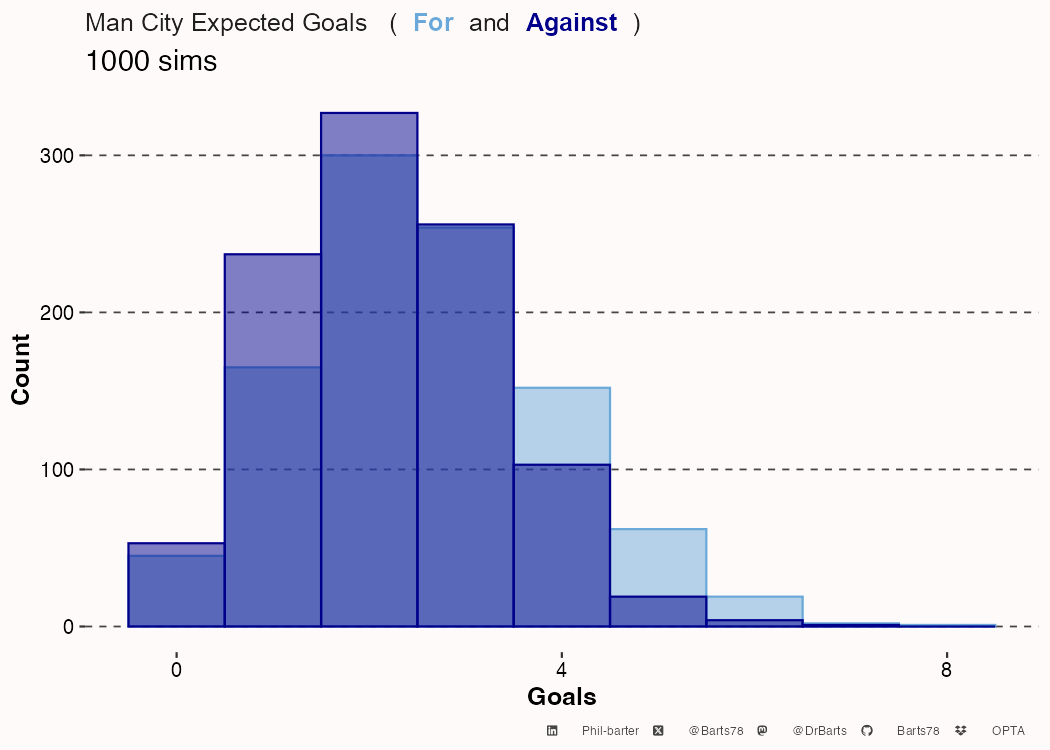 Man City Expected Goals ( For and Against )
1000 sims
300
200
100
0
Count
0 4 8
Goals
Phil-barter @Barts78 @DrBarts Barts78 OPTA